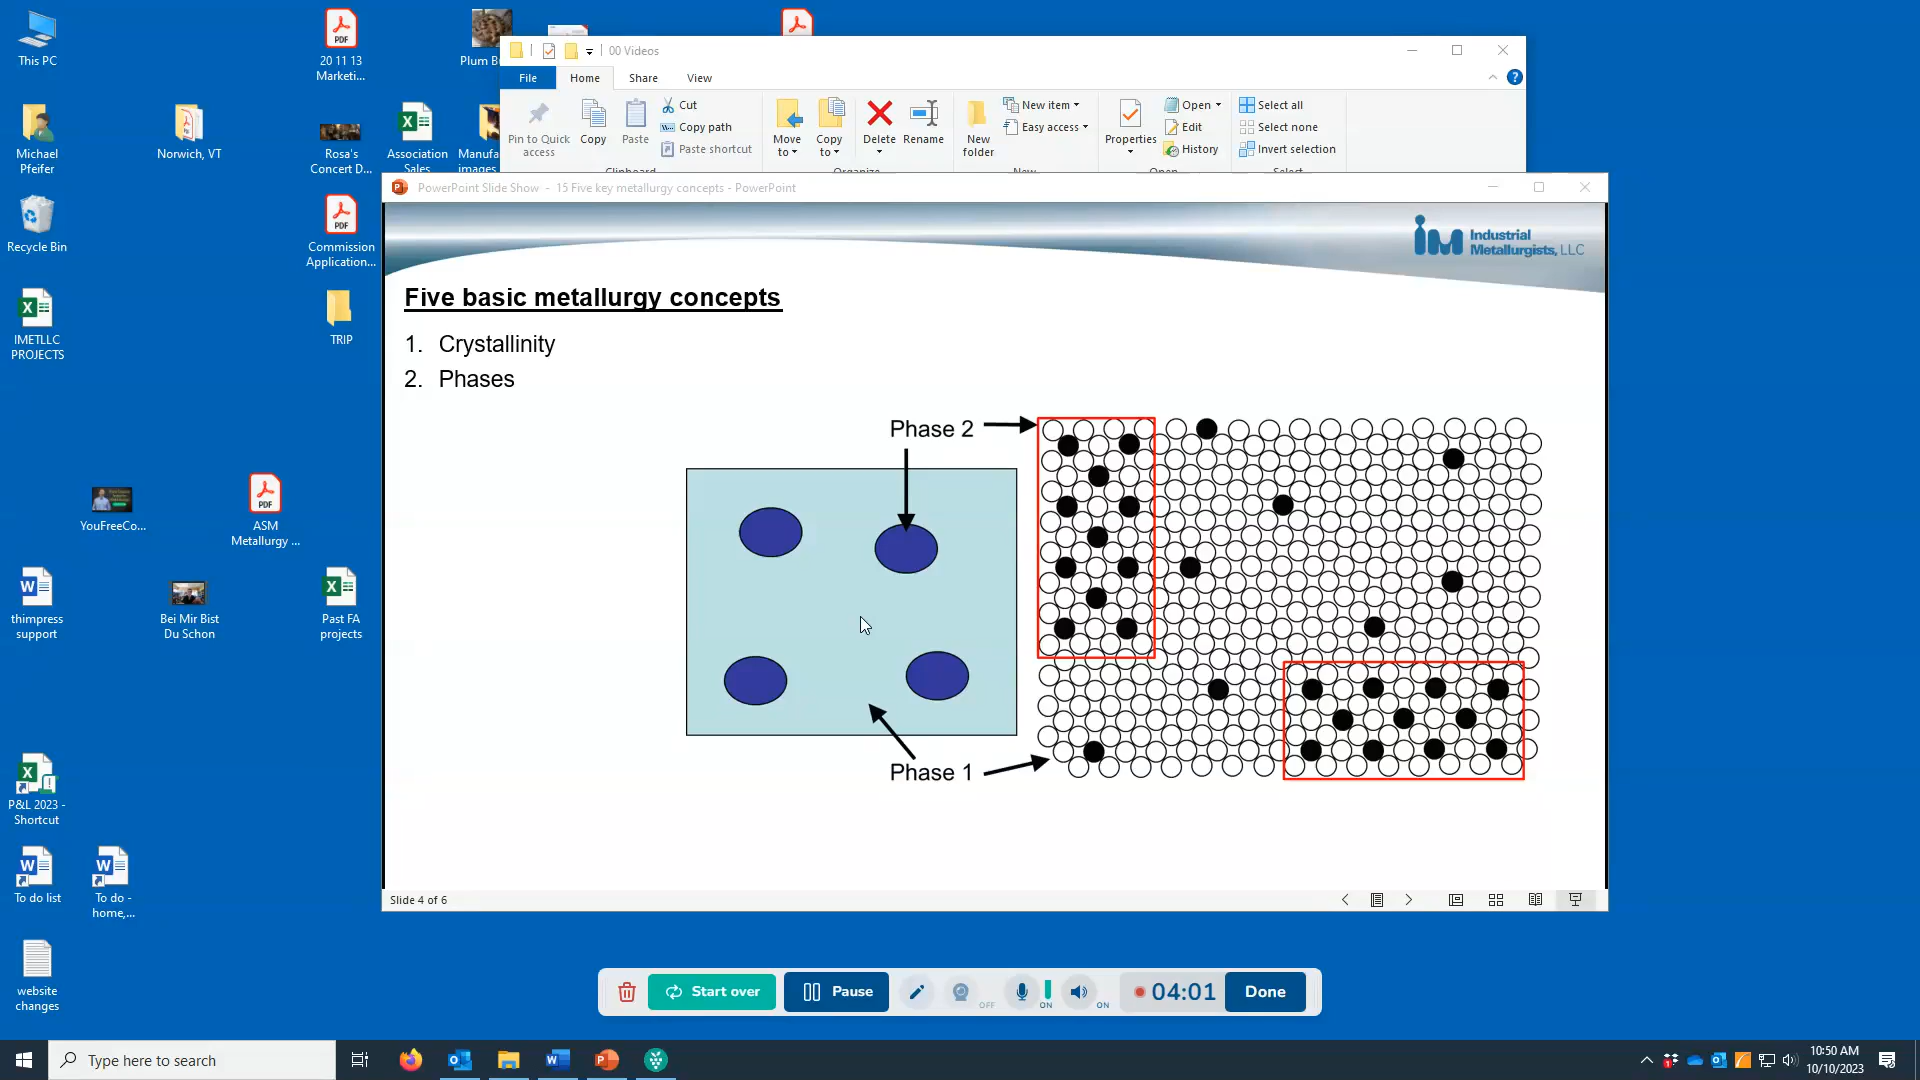 This PC
20 11 13
Marketi...
Plum B
00 Videos
File
Home
Share
View
Pin to Quick
access
Copy
Paste
Cut
Copy path
Paste shortcut
Move
to
Copy
to
Delete
Rename
New
folder
New item
Easy access
Properties
Open
Edit
History
Select all
Select none
Invert selection
Clipboard
Organize
New
Open
Select
Michael
Pfeifer
Norwich, VT
Rosa's
Concert D...
Association
Sales
Manufa
images
PowerPoint Slide Show - 15 Five key metallurgy concepts - PowerPoint
im Industrial
Metallurgists, LLC
Five basic metallurgy concepts
1. Crystallinity
2. Phases
Phase 2
Phase 1
Slide 4 of 6
Recycle Bin
Commission
Application...
IMETLLC
PROJECTS
TRIP
YouFreeCo...
PDF
ASM
Metallurgy ...
thimpress
support
Bei Mir Bist
Du Schon
Past FA
projects
P&L 2023 -
Shortcut
To do list
To do -
home,...
website
changes
Start over
Pause
OFF
ON
ON
04:01
Done
Type here to search
10:50 AM
10/10/2023